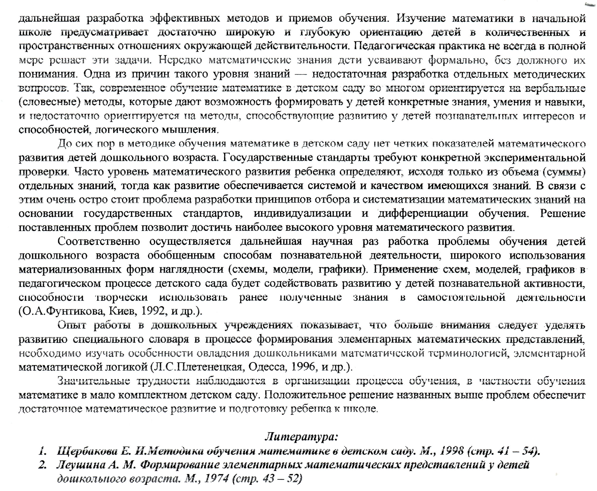 дальнейшая разработка эффективных методов и приемов обучения. Изучение математики в начальной
школе предусматривает достаточно широкую и глубокую ориентацию детей в количественных и
пространственных отношениях окружающей действительности. Педагогическая практика не всегда в полной
мере решает эти задачи. Нередко математические знания дети усваивают формально, без должного их
понимания. Одна из причин такого уровня знаний — недостаточная разработка отдельных методических
вопросов. Так, современное обучение математике в детском саду во многом ориентируется на вербальные
(словесные) методы, которые дают возможность формировать у детей конкретные знания, умения и навыки,
и недостаточно ориентируется на методы, способствующие развитию у детей познавательных интересов и
способностей, логического мышления.
До сих пор в методике обучения математике в детском саду нет четких показателей математического
развития детей дошкольного возраста. Государственные стандарты требуют конкретной экспериментальной
проверки. Часто уровень математического развития ребенка определяют, исходя только из объема (суммы)
отдельных знаний, тогда как развитие обеспечивается системой и качеством имеющихся знаний. В связи с
этим очень остро стоит проблема разработки принципов отбора и систематизации математических знаний на
основании государственных стандартов, индивидуализации и дифференциации обучения. Решение
поставленных проблем позволит достичь наиболее высокого уровня математического развития.
Соответственно осуществляется дальнейшая научная раз работка проблемы обучения детей
дошкольного возраста обобщенным способам познавательной деятельности, широкого использования
материализованных форм наглядности (схемы, модели, графики). Применение схем, моделей, графиков в
педагогическом процессе детского сада будет содействовать развитию у детей познавательной активности,
способности творчески использовать ранее полученные знания в самостоятельной деятельности
(О.А.Фунтикова, Киев, 1992, и др.).
Опыт работы в дошкольных учреждениях показывает, что больше внимания следует уделять
развитию специального словаря в процессе формирования элементарных математических представлений,
необходимо изучать особенности овладения дошкольниками математической терминологией, элементарной
математической логикой (Л.С.Плетенецкая, Одесса, 1996, и др.).
Значительные трудности наблюдаются в организации процесса обучения, в частности обучения
математике в мало комплектном детском саду. Положительное решение названных выше проблем обеспечит
достаточное математическое развитие и подготовку ребенка к школе.
Литература:
1. Щербакова Е. И.Методика обучения математике в детском саду. М., 1998 (стр. 41 – 54).
2. Леушина А. М. Формирование элементарных математических представлений у детей
дошкольного возраста. М., 1974 (стр. 43 – 52)